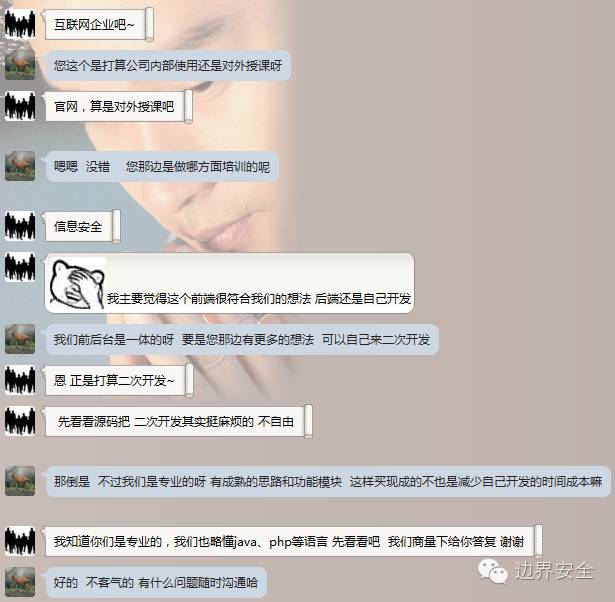 互联网企业吧~
您这个是打算公司内部使用还是对外授课呀
官网，算是对外授课吧
嗯嗯 没错 您那边是做哪方面培训的呢
信息安全
我主要觉得这个前端很符合我们的想法 后端还是自己开发
我们前后台是一体的呀 要是您那边有更多的想法 可以自己来二次开发
恩 正是打算二次开发~
先看看源码把 二次开发其实挺麻烦的 不自由
那倒是 不过我们是专业的呀 有成熟的思路和功能模块 这样买现成的不也是减少自己开发的时间成本嘛
我知道你们是专业的，我们也略懂java、php等语言 先看看吧 我们商量下给你答复 谢谢
边界安全
好的 不客气的 有什么问题随时沟通哈